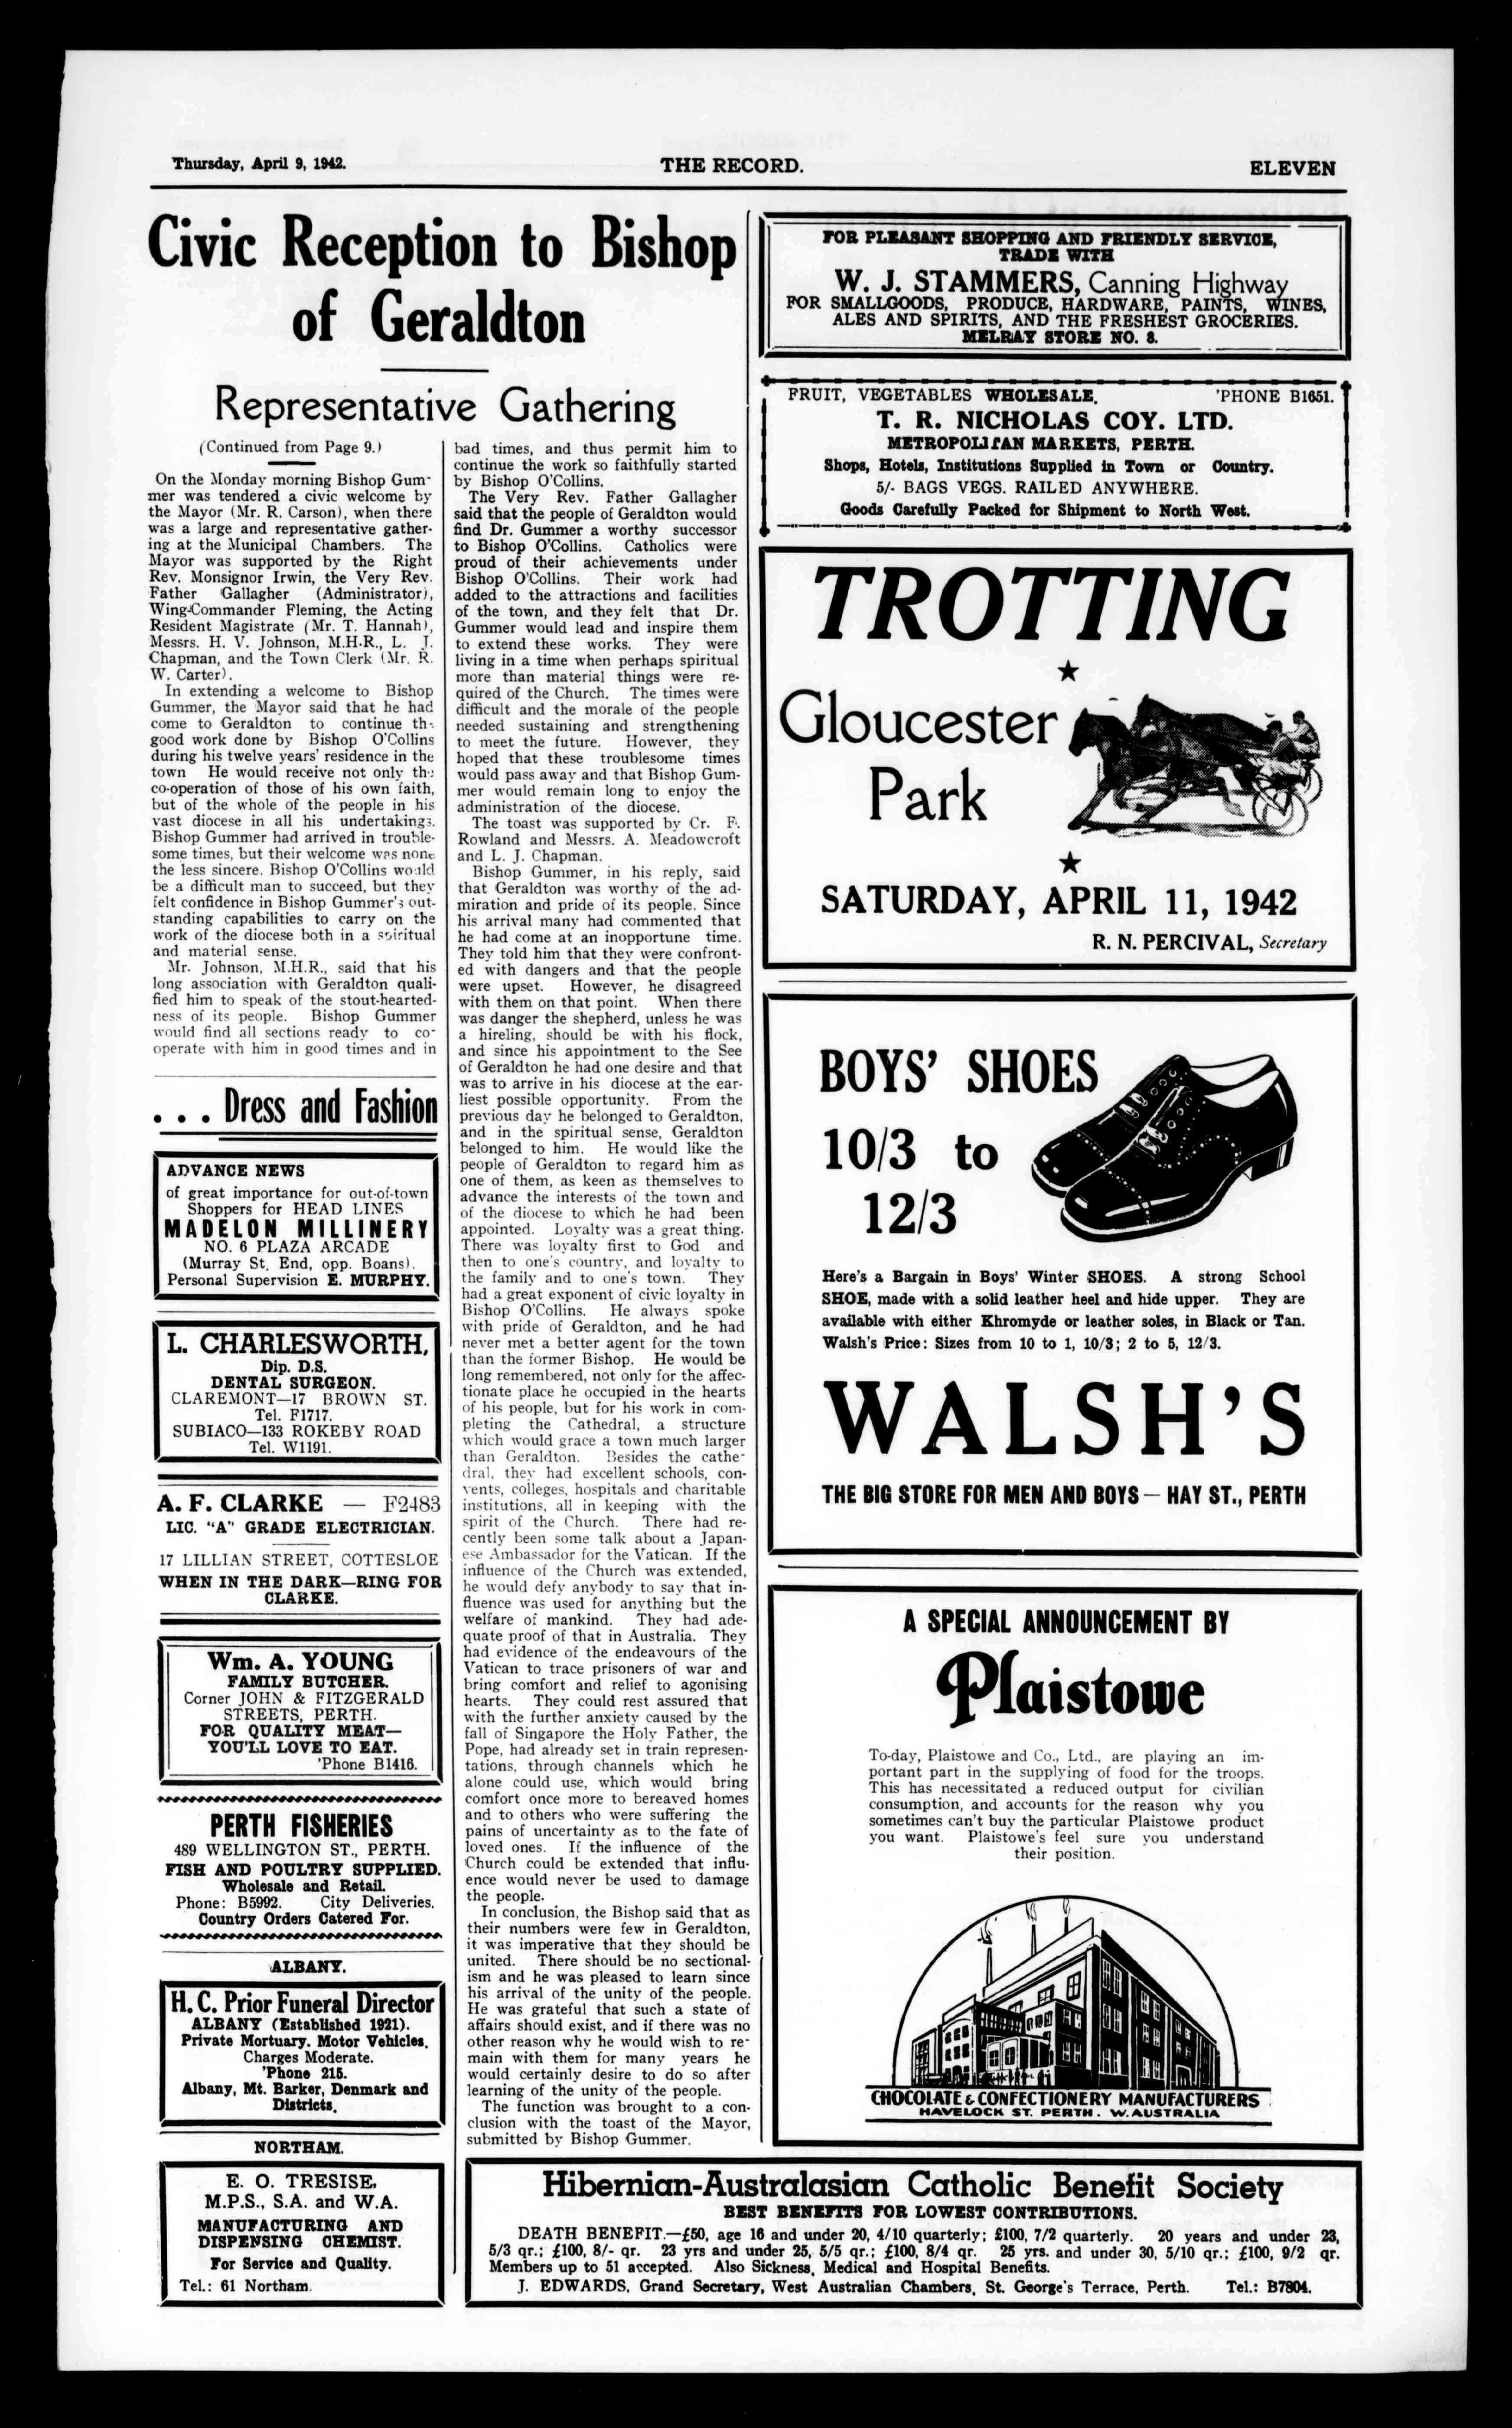 Thursday, April 9, 1942.
THE RECORD.
ELEVEN
Civic Reception to Bishop
of Geraldton
Representative Gathering
(Continued from Page 9.)
On the Monday morning Bishop Gum-
mer was tendered a civic welcome by
the Mayor (Mr. R. Carson), when there
was a large and representative gather-
ing at the Municipal Chambers. The
Mayor was supported by the Right
Rev. Monsignor Irwin, the Very Rev.
Father Gallagher (Administrator),
Wing-Commander Fleming, the Acting
Resident Magistrate (Mr. T. Hannah),
Messrs. H. V. Johnson, M.H.R., L. J.
Chapman, and the Town Clerk (Mr. R.
W. Carter).
In extending a welcome to Bishop
Gummer, the Mayor said that he had
come to Geraldton to continue the
good work done by Bishop O'Collins
during his twelve years' residence in the
town He would receive not only the
co-operation of those of his own faith,
but of the whole of the people in his
vast diocese in all his undertakings.
Bishop Gummer had arrived in trouble-
some times, but their welcome was none
the less sincere. Bishop O'Collins would
be a difficult man to succeed, but they
felt confidence in Bishop Gummer's out-
standing capabilities to carry on the
work of the diocese both in a spiritual
and material sense.
Mr. Johnson, M.H.R., said that his
long association with Geraldton quali-
fied him to speak of the stout-hearted-
ness of its people. Bishop Gummer
would find all sections ready to co-
operate with him in good times and in
bad times, and thus permit him to
continue the work so faithfully started
by Bishop O'Collins.
The Very Rev. Father Gallagher
said that the people of Geraldton would
find Dr. Gummer a worthy successor
to Bishop O'Collins. Catholics were
proud of their achievements under
Bishop O'Collins. Their work had
added to the attractions and facilities
of the town, and they felt that Dr.
Gummer would lead and inspire them
to extend these works. They were
living in a time when perhaps spiritual
more than material things were re-
quired of the Church. The times were
difficult and the morale of the people
needed sustaining and strengthening
to meet the future. However, they
hoped that these troublesome times
would pass away and that Bishop Gum-
mer would remain long to enjoy the
administration of the diocese.
The toast was supported by Cr. F.
Rowland and Messrs. A. Meadowcroft
and L. J. Chapman.
Bishop Gummer, in his reply, said
that Geraldton was worthy of the ad-
miration and pride of its people. Since
his arrival many had commented that
he had come at an inopportune time.
They told him that they were confront-
ed with dangers and that the people
were upset. However, he disagreed
with them on that point. When there
was danger the shepherd, unless he was
a hireling, should be with his flock,
and since his appointment to the See
of Geraldton he had one desire and that
was to arrive in his diocese at the ear-
liest possible opportunity. From the
previous day he belonged to Geraldton,
and in the spiritual sense, Geraldton
belonged to him. He would like the
people of Geraldton to regard him as
one of them, as keen as themselves to
advance the interests of the town and
of the diocese to which he had been
appointed. Loyalty was a great thing.
There was loyalty first to God and
then to one's country, and loyalty to
the family and to one's town. They
had a great exponent of civic loyalty in
Bishop O'Collins. He always spoke
with pride of Geraldton, and he had
never met a better agent for the town
than the former Bishop. He would be
long remembered, not only for the affec-
tionate place he occupied in the hearts
of his people, but for his work in com-
pleting the Cathedral, a structure
which would grace a town much larger
than Geraldton. Besides the cathe-
dral, they had excellent schools, con-
vents, colleges, hospitals and charitable
institutions, all in keeping with the
spirit of the Church. There had re-
cently been some talk about a Japan-
ese Ambassador for the Vatican. If the
influence of the Church was extended,
he would defy anybody to say that in-
fluence was used for anything but the
welfare of mankind. They had ade-
quate proof of that in Australia. They
had evidence of the endeavours of the
Vatican to trace prisoners of war and
bring comfort and relief to agonising
hearts. They could rest assured that
with the further anxiety caused by the
fall of Singapore the Holy Father, the
Pope, had already set in train represen-
tations, through channels which he
alone could use, which would bring
comfort once more to bereaved homes
and to others who were suffering the
pains of uncertainty as to the fate of
loved ones. If the influence of the
Church could be extended that influ-
ence would never be used to damage
the people.
In conclusion, the Bishop said that as
their numbers were few in Geraldton,
it was imperative that they should be
united. There should be no sectional-
ism and he was pleased to learn since
his arrival of the unity of the people.
He was grateful that such a state of
affairs should exist, and if there was no
other reason why he would wish to re-
main with them for many years he
would certainly desire to do so after
learning of the unity of the people.
The function was brought to a con-
clusion with the toast of the Mayor,
submitted by Bishop Gummer.
. . . Dress and Fashion
ADVANCE NEWS
of great importance for out-of-town
Shoppers for HEAD LINES
MADELON MILLINERY
NO. 6 PLAZA ARCADE
(Murray St. End, opp. Boans).
Personal Supervision E. MURPHY.
L. CHARLESWORTH,
Dip. D.S.
DENTAL SURGEON.
CLAREMONT—17 BROWN ST.
Tel. F1717.
SUBIACO—133 ROKEBY ROAD
Tel. W1191.
A. F. CLARKE — F2483
LIC. "A" GRADE ELECTRICIAN.
17 LILLIAN STREET, COTTESLOE
WHEN IN THE DARK—RING FOR
CLARKE.
Wm. A. YOUNG
FAMILY BUTCHER.
Corner JOHN & FITZGERALD
STREETS, PERTH.
FOR QUALITY MEAT—
YOU'LL LOVE TO EAT.
'Phone B1416.
PERTH FISHERIES
489 WELLINGTON ST., PERTH.
FISH AND POULTRY SUPPLIED.
Wholesale and Retail.
Phone: B5992. City Deliveries.
Country Orders Catered For.
ALBANY.
H. C. Prior Funeral Director
ALBANY (Established 1921).
Private Mortuary. Motor Vehicles.
Charges Moderate.
'Phone 215.
Albany, Mt. Barker, Denmark and
Districts.
NORTHAM.
E. O. TRESISE,
M.P.S., S.A. and W.A.
MANUFACTURING AND
DISPENSING CHEMIST.
For Service and Quality.
Tel.: 61 Northam.
FOR PLEASANT SHOPPING AND FRIENDLY SERVICE,
TRADE WITH
W. J. STAMMERS, Canning Highway
FOR SMALLGOODS, PRODUCE, HARDWARE, PAINTS, WINES,
ALES AND SPIRITS, AND THE FRESHEST GROCERIES.
MELRAY STORE NO. 8.
FRUIT, VEGETABLES WHOLESALE. 'PHONE B1651.
T. R. NICHOLAS COY. LTD.
METROPOLITAN MARKETS, PERTH.
Shops, Hotels, Institutions Supplied in Town or Country.
5/- BAGS VEGS. RAILED ANYWHERE.
Goods Carefully Packed for Shipment to North West.
TROTTING
★
Gloucester
Park
★
SATURDAY, APRIL 11, 1942
R. N. PERCIVAL, Secretary
BOYS' SHOES
10/3 to
12/3
Here's a Bargain in Boys' Winter SHOES. A strong School
SHOE, made with a solid leather heel and hide upper. They are
available with either Khromyde or leather soles, in Black or Tan.
Walsh's Price: Sizes from 10 to 1, 10/3; 2 to 5, 12/3.
WALSH'S
THE BIG STORE FOR MEN AND BOYS — HAY ST., PERTH
A SPECIAL ANNOUNCEMENT BY
Plaistowe
To-day, Plaistowe and Co., Ltd., are playing an im-
portant part in the supplying of food for the troops.
This has necessitated a reduced output for civilian
consumption, and accounts for the reason why you
sometimes can't buy the particular Plaistowe product
you want. Plaistowe's feel sure you understand
their position.
CHOCOLATE & CONFECTIONERY MANUFACTURERS
HAVELOCK ST. PERTH. W. AUSTRALIA
Hibernian-Australasian Catholic Benefit Society
BEST BENEFITS FOR LOWEST CONTRIBUTIONS.
DEATH BENEFIT.—£50, age 16 and under 20, 4/10 quarterly; £100, 7/2 quarterly. 20 years and under 23,
5/3 qr.; £100, 8/- qr. 23 yrs and under 25, 5/5 qr.; £100, 8/4 qr. 25 yrs. and under 30, 5/10 qr.; £100, 9/2 qr.
Members up to 51 accepted. Also Sickness, Medical and Hospital Benefits.
J. EDWARDS, Grand Secretary, West Australian Chambers, St. George's Terrace, Perth. Tel.: B7804.